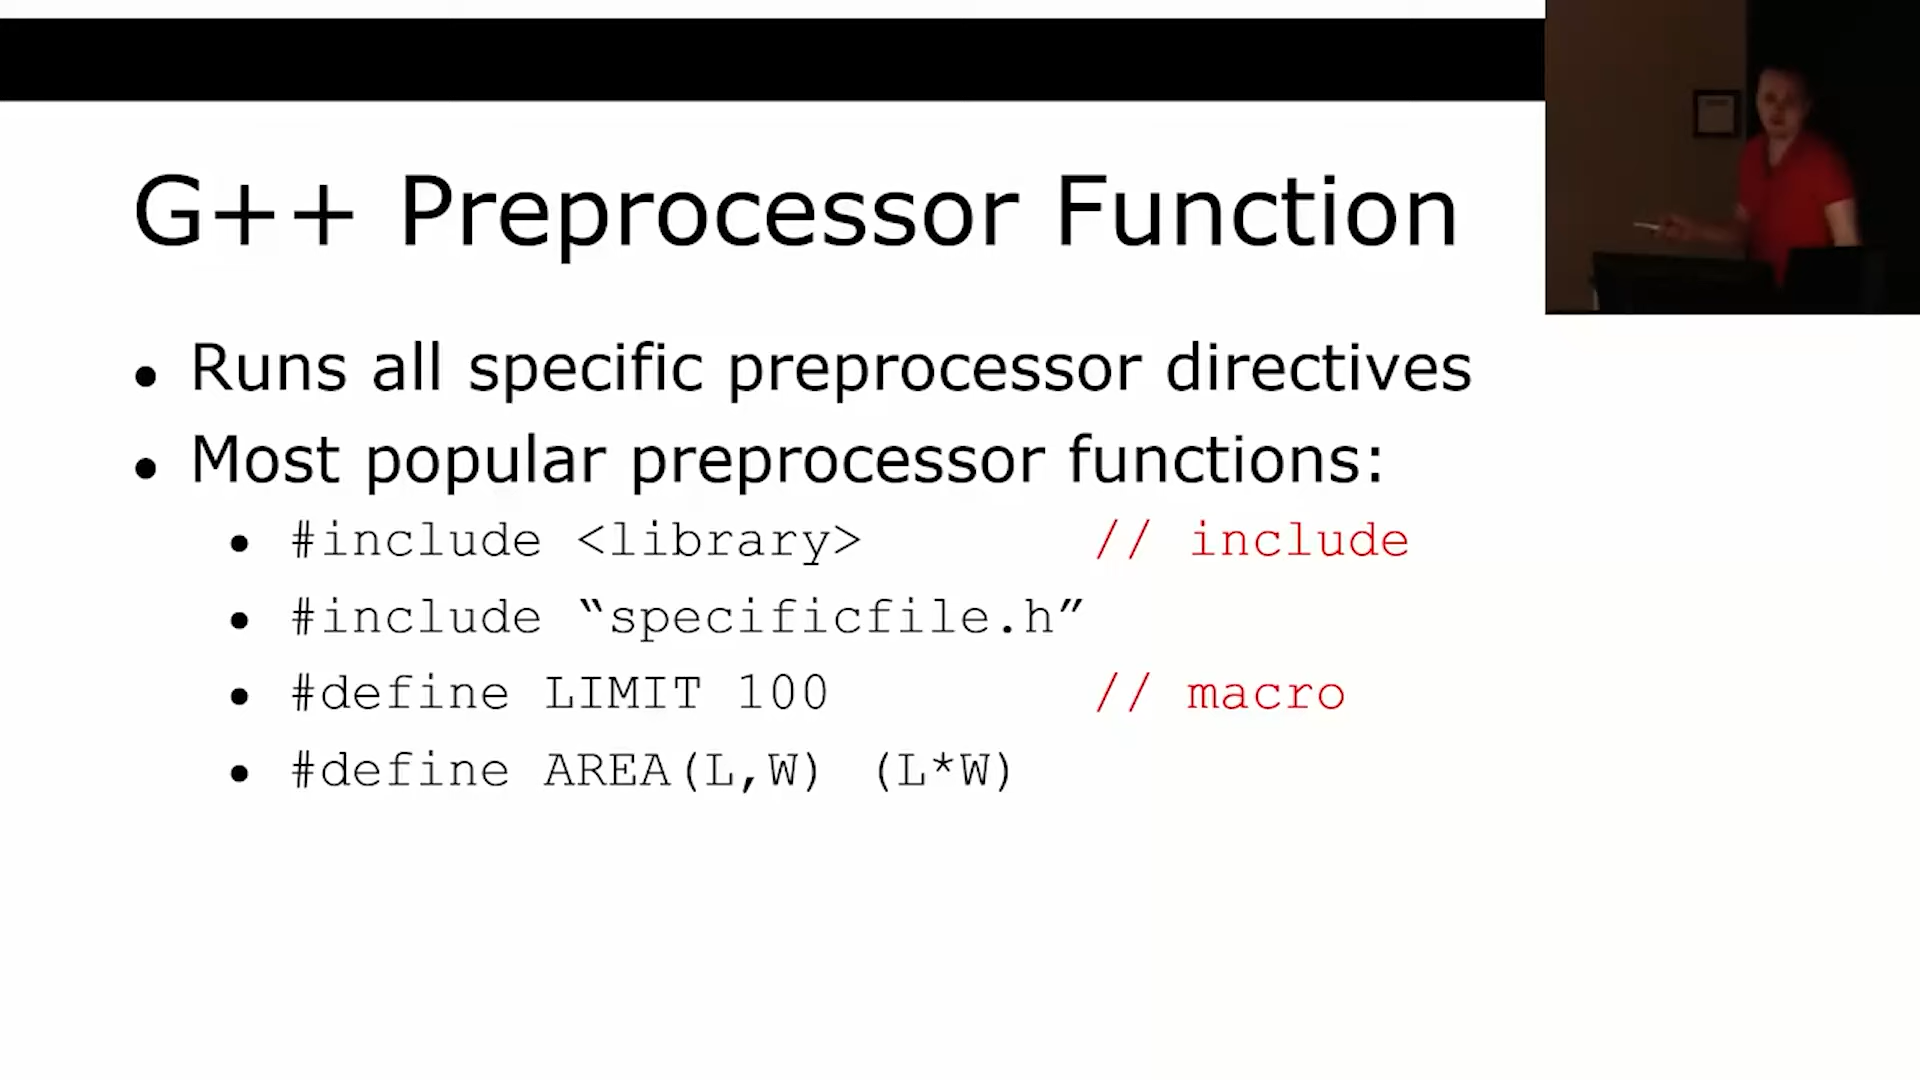 G++ Preprocessor Function
• Runs all specific preprocessor directives
• Most popular preprocessor functions:
• #include <library> // include
• #include “specificfile.h”
• #define LIMIT 100 // macro
• #define AREA(L,W) (L*W)